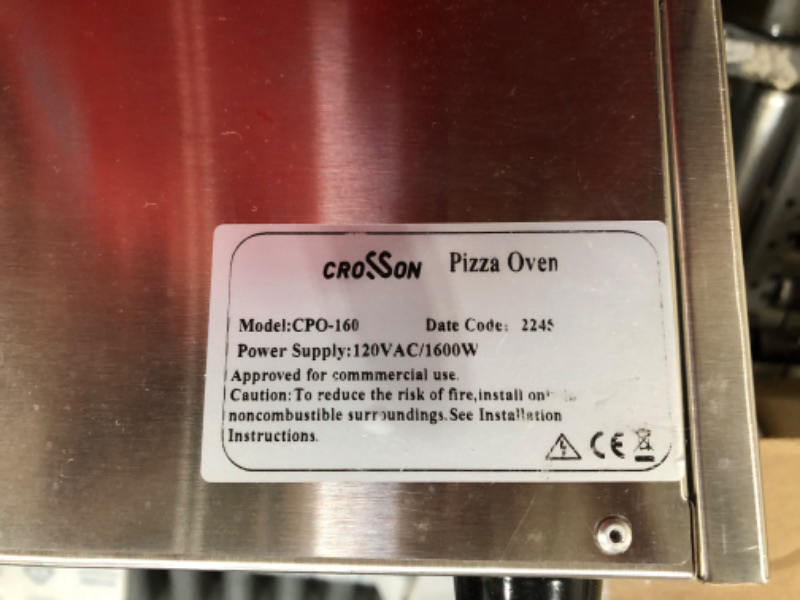 CROSSON Pizza Oven
Model:CPO-160 Date Code: 2245
Power Supply:120VAC/1600W
Approved for commmercial use.
Caution: To reduce the risk of fire,install
noncombustible surroundings.See Installation
Instructions.
CE